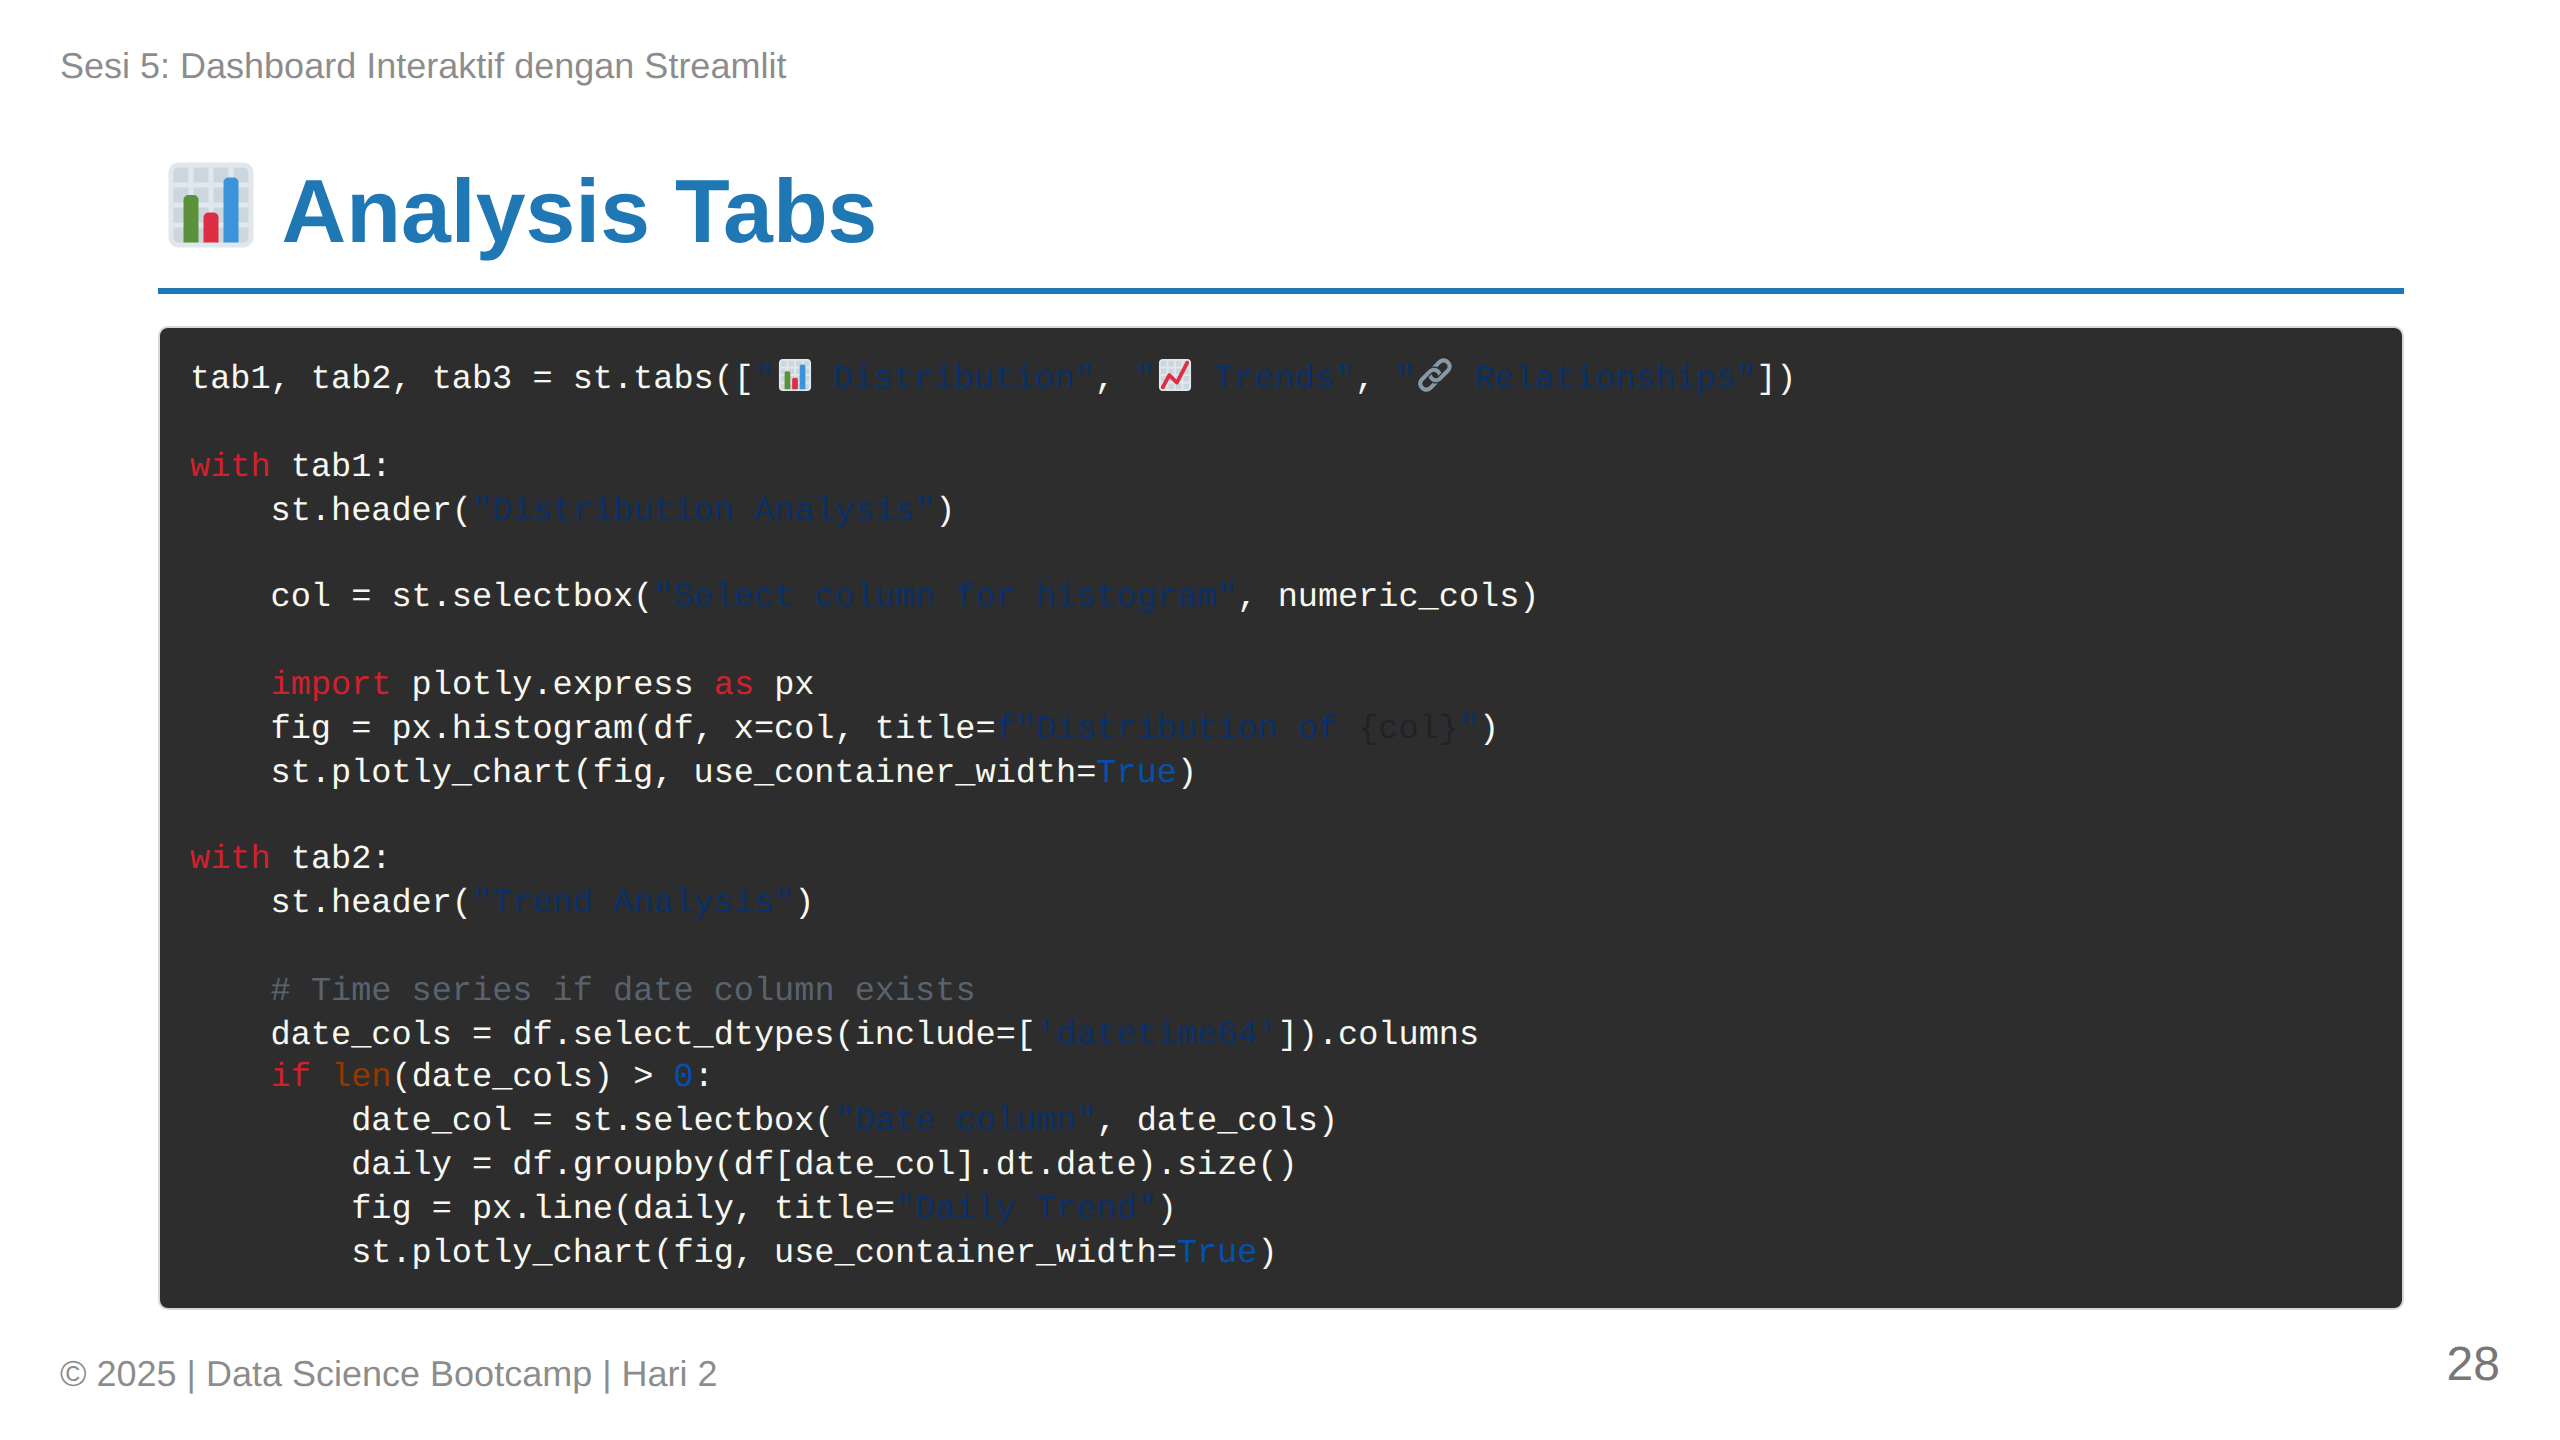 Sesi 5: Dashboard Interaktif dengan Streamlit
📊 Analysis Tabs
tab1, tab2, tab3 = st.tabs(["📊 Distribution", "📈 Trends", "🔗 Relationships"])
with tab1:
    st.header("Distribution Analysis")
    col = st.selectbox("Select column for histogram", numeric_cols)
    import plotly.express as px
    fig = px.histogram(df, x=col, title=f"Distribution of {col}")
    st.plotly_chart(fig, use_container_width=True)
with tab2:
    st.header("Trend Analysis")
    # Time series if date column exists
    date_cols = df.select_dtypes(include=['datetime64']).columns
    if len(date_cols) > 0:
        date_col = st.selectbox("Date column", date_cols)
        daily = df.groupby(df[date_col].dt.date).size()
        fig = px.line(daily, title="Daily Trend")
        st.plotly_chart(fig, use_container_width=True)
© 2025 | Data Science Bootcamp | Hari 2
28